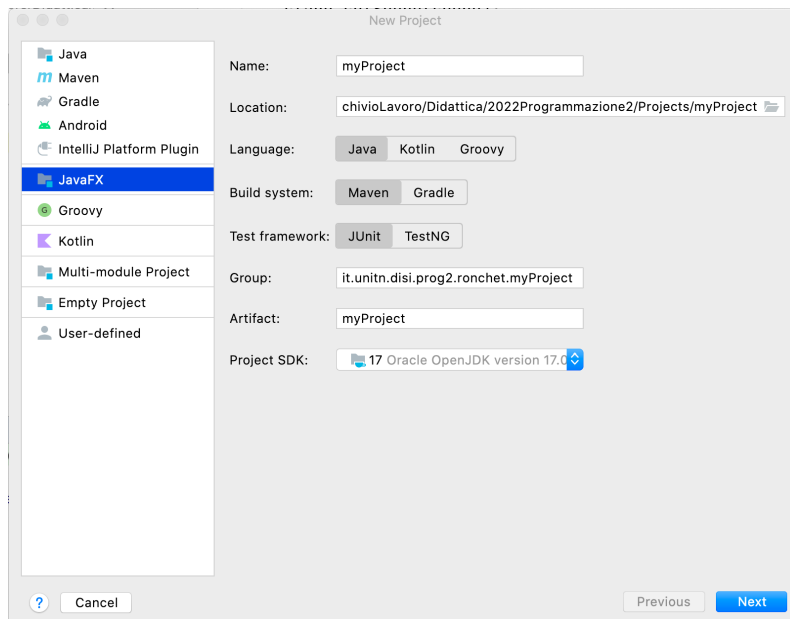 New Project
Java
Maven
Gradle
Android
IntelliJ Platform Plugin
JavaFX
Groovy
Kotlin
Multi-module Project
Empty Project
User-defined
Name: myProject
Location: chivioLavoro/Didattica/2022Programmazione2/Projects/myProject
Language: Java Kotlin Groovy
Build system: Maven Gradle
Test framework: JUnit TestNG
Group: it.unitn.disi.prog2.ronchet.myProject
Artifact: myProject
Project SDK: 17 Oracle OpenJDK version 17.0
? Cancel Previous Next